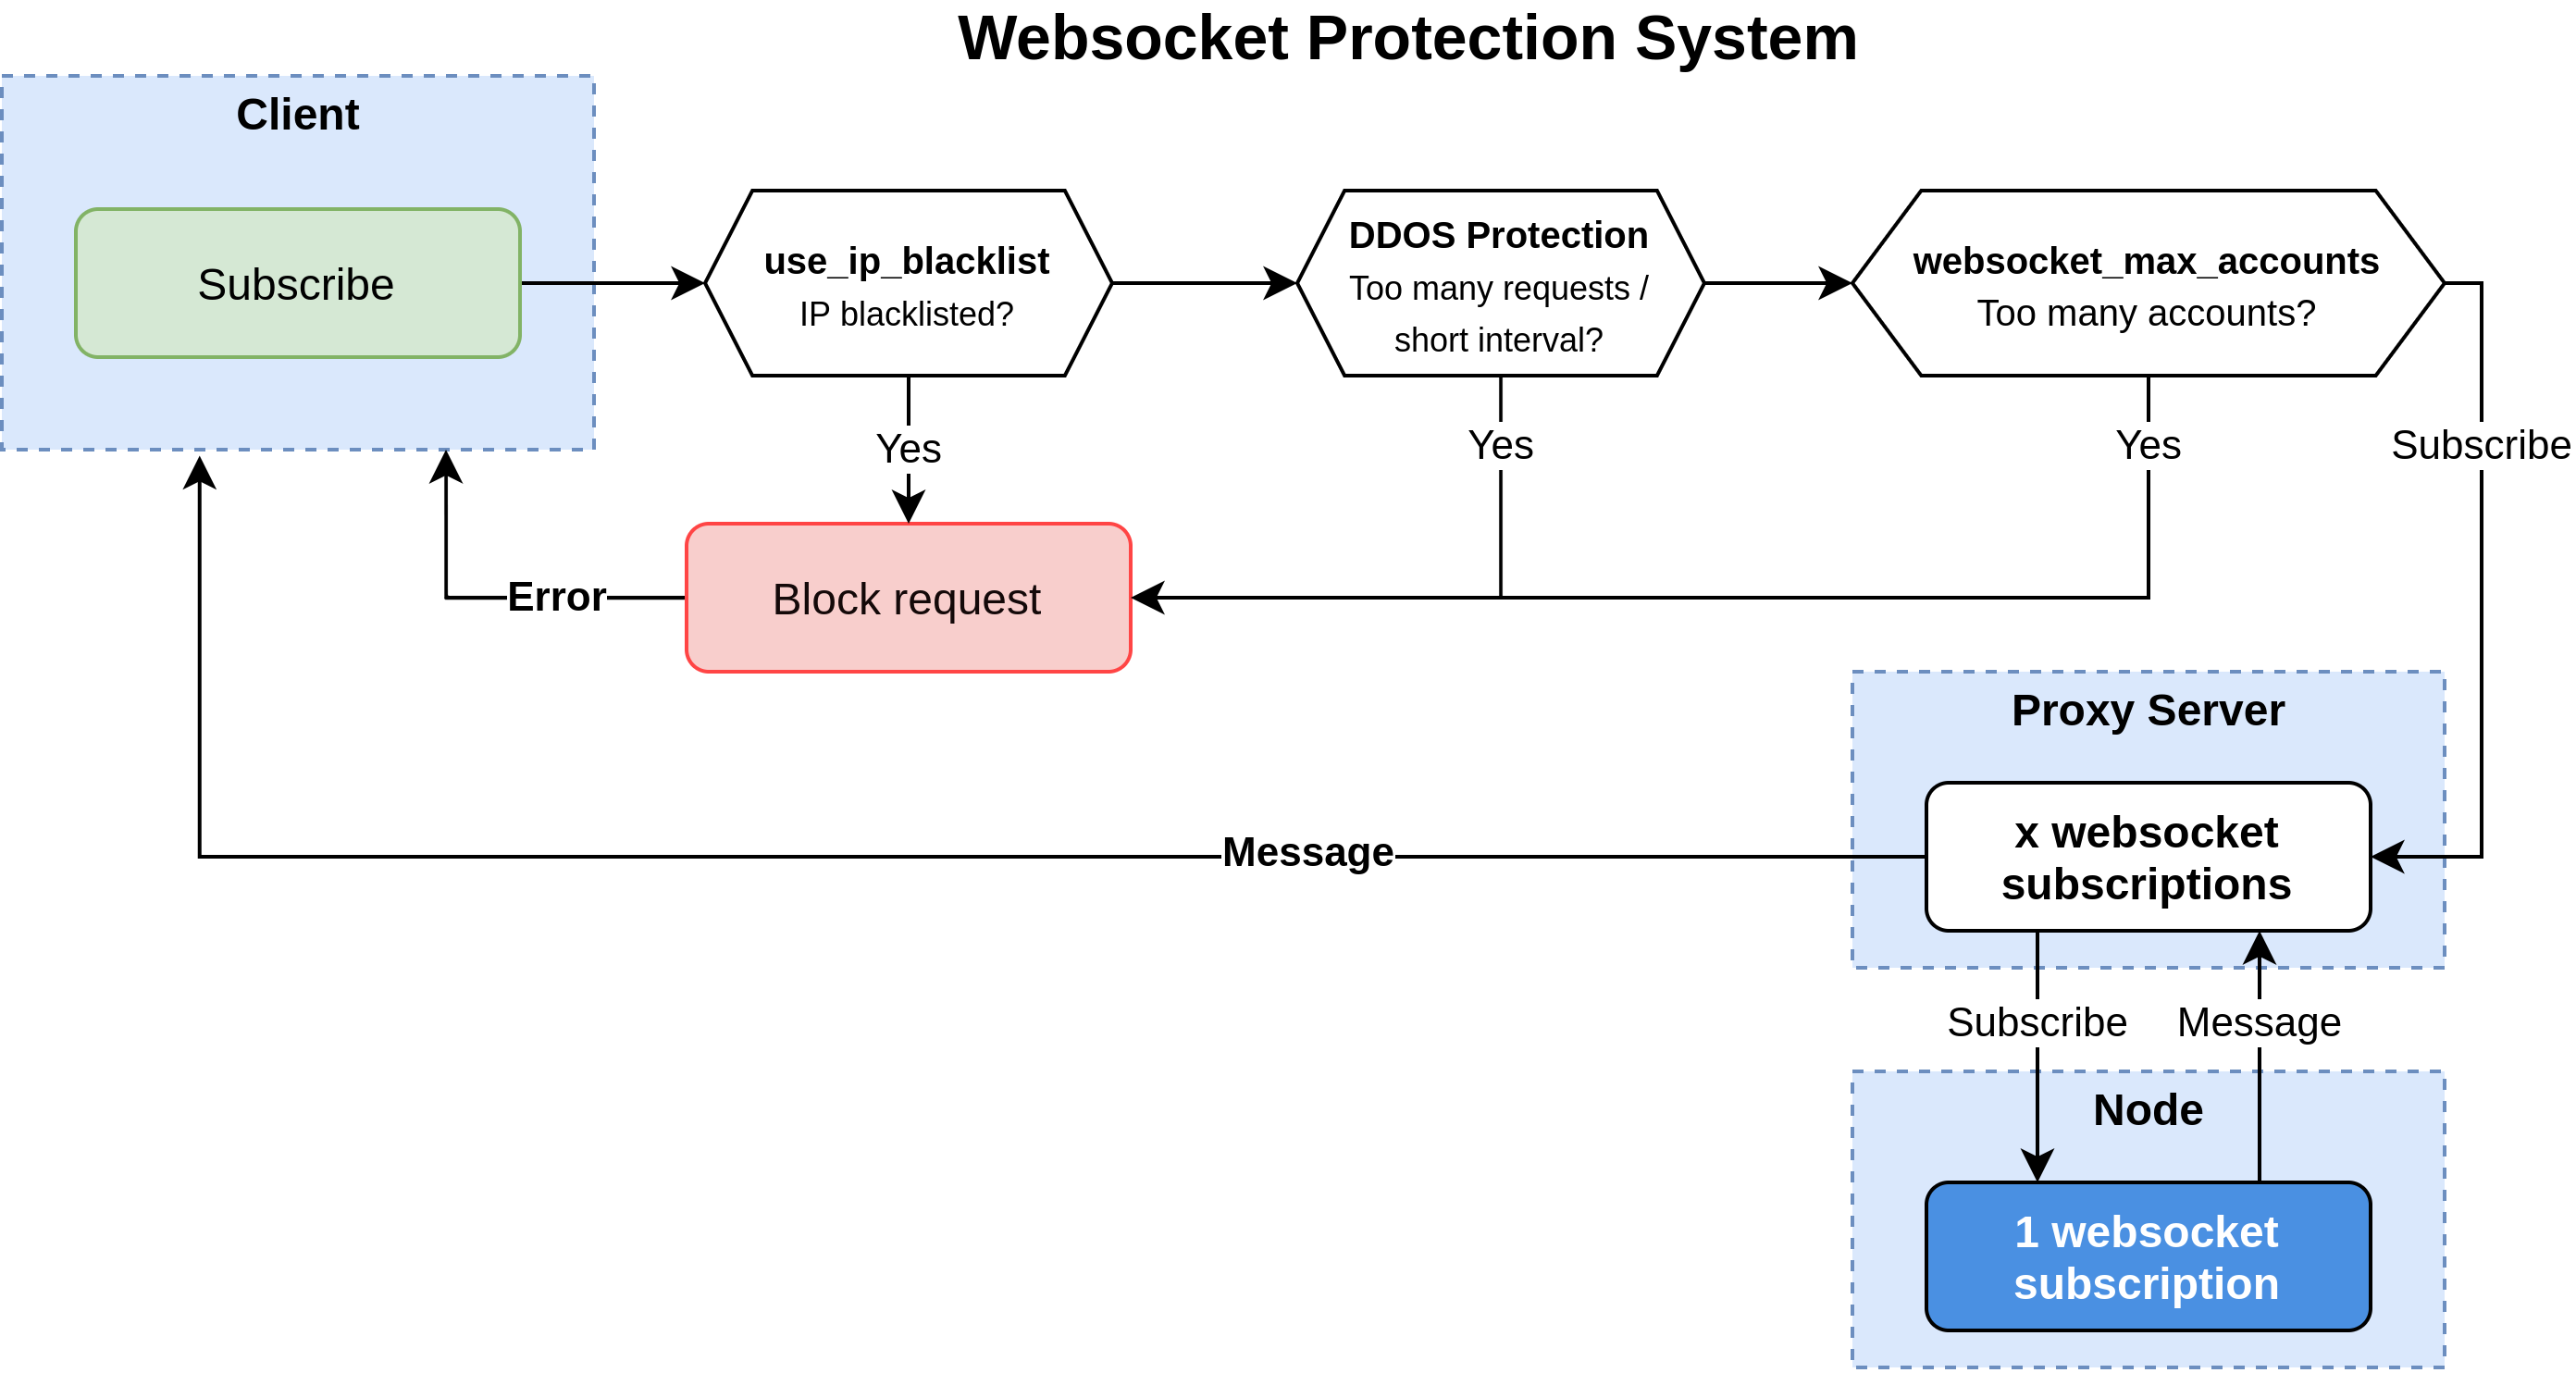 Websocket Protection System
Client
Subscribe
use_ip_blacklist
IP blacklisted?
DDOS Protection
Too many requests /
short interval?
websocket_max_accounts
Too many accounts?
Yes
Yes
Yes
Subscribe
Error
Block request
Proxy Server
x websocket
subscriptions
Message
Subscribe
Message
Node
1 websocket
subscription